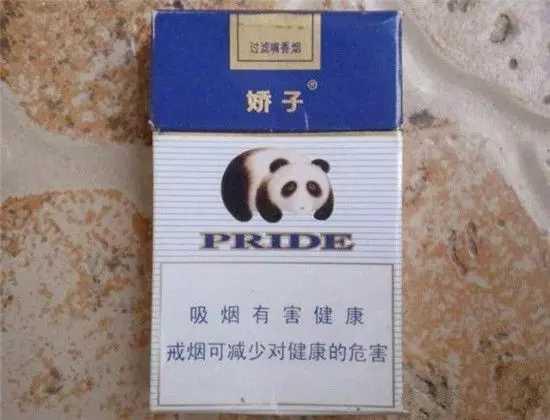 过滤嘴香烟
娇子®
PRIDE
吸烟有害健康
戒烟可减少对健康的危害